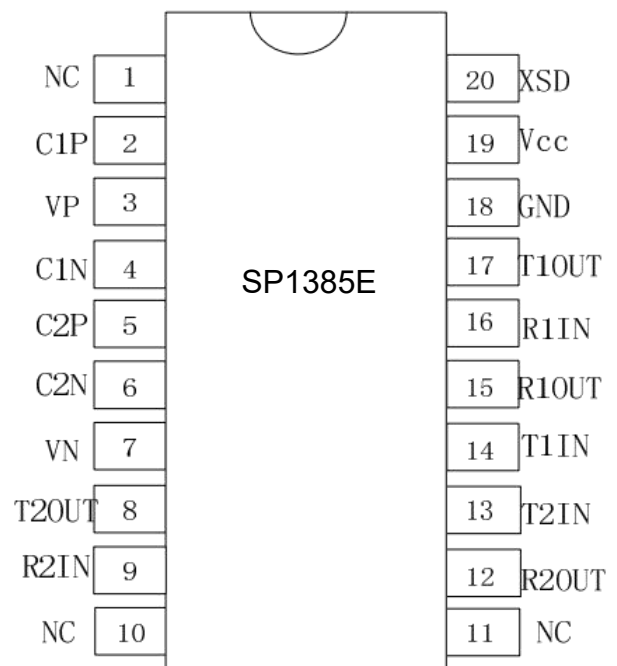 NC 1 20 XSD
C1P 2 19 Vcc
VP 3 18 GND
C1N 4 SP1385E 17 T1OUT
C2P 5 16 R1IN
C2N 6 15 R1OUT
VN 7 14 T1IN
T2OUT 8 13 T2IN
R2IN 9 12 R2OUT
NC 10 11 NC